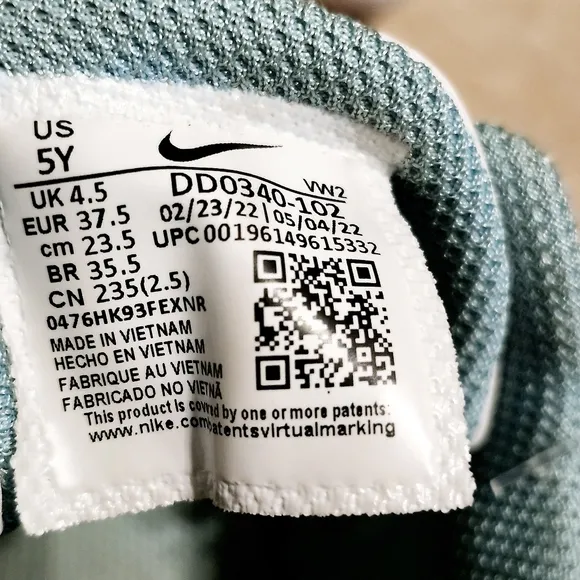 US
5Y
UK 4.5
EUR 37.5
cm 23.5
BR 35.5
CN 235(2.5)
0476HK93FEXNR
VW2
DD0340-102
02/23/22 | 05/04/22
UPC 00196149615332
MADE IN VIETNAM
HECHO EN VIETNAM
FABRIQUE AU VIETNAM
FABRICADO NO VIETNÃ
This product is covered by one or more patents:
www.nike.com/patentsvirtualmarking